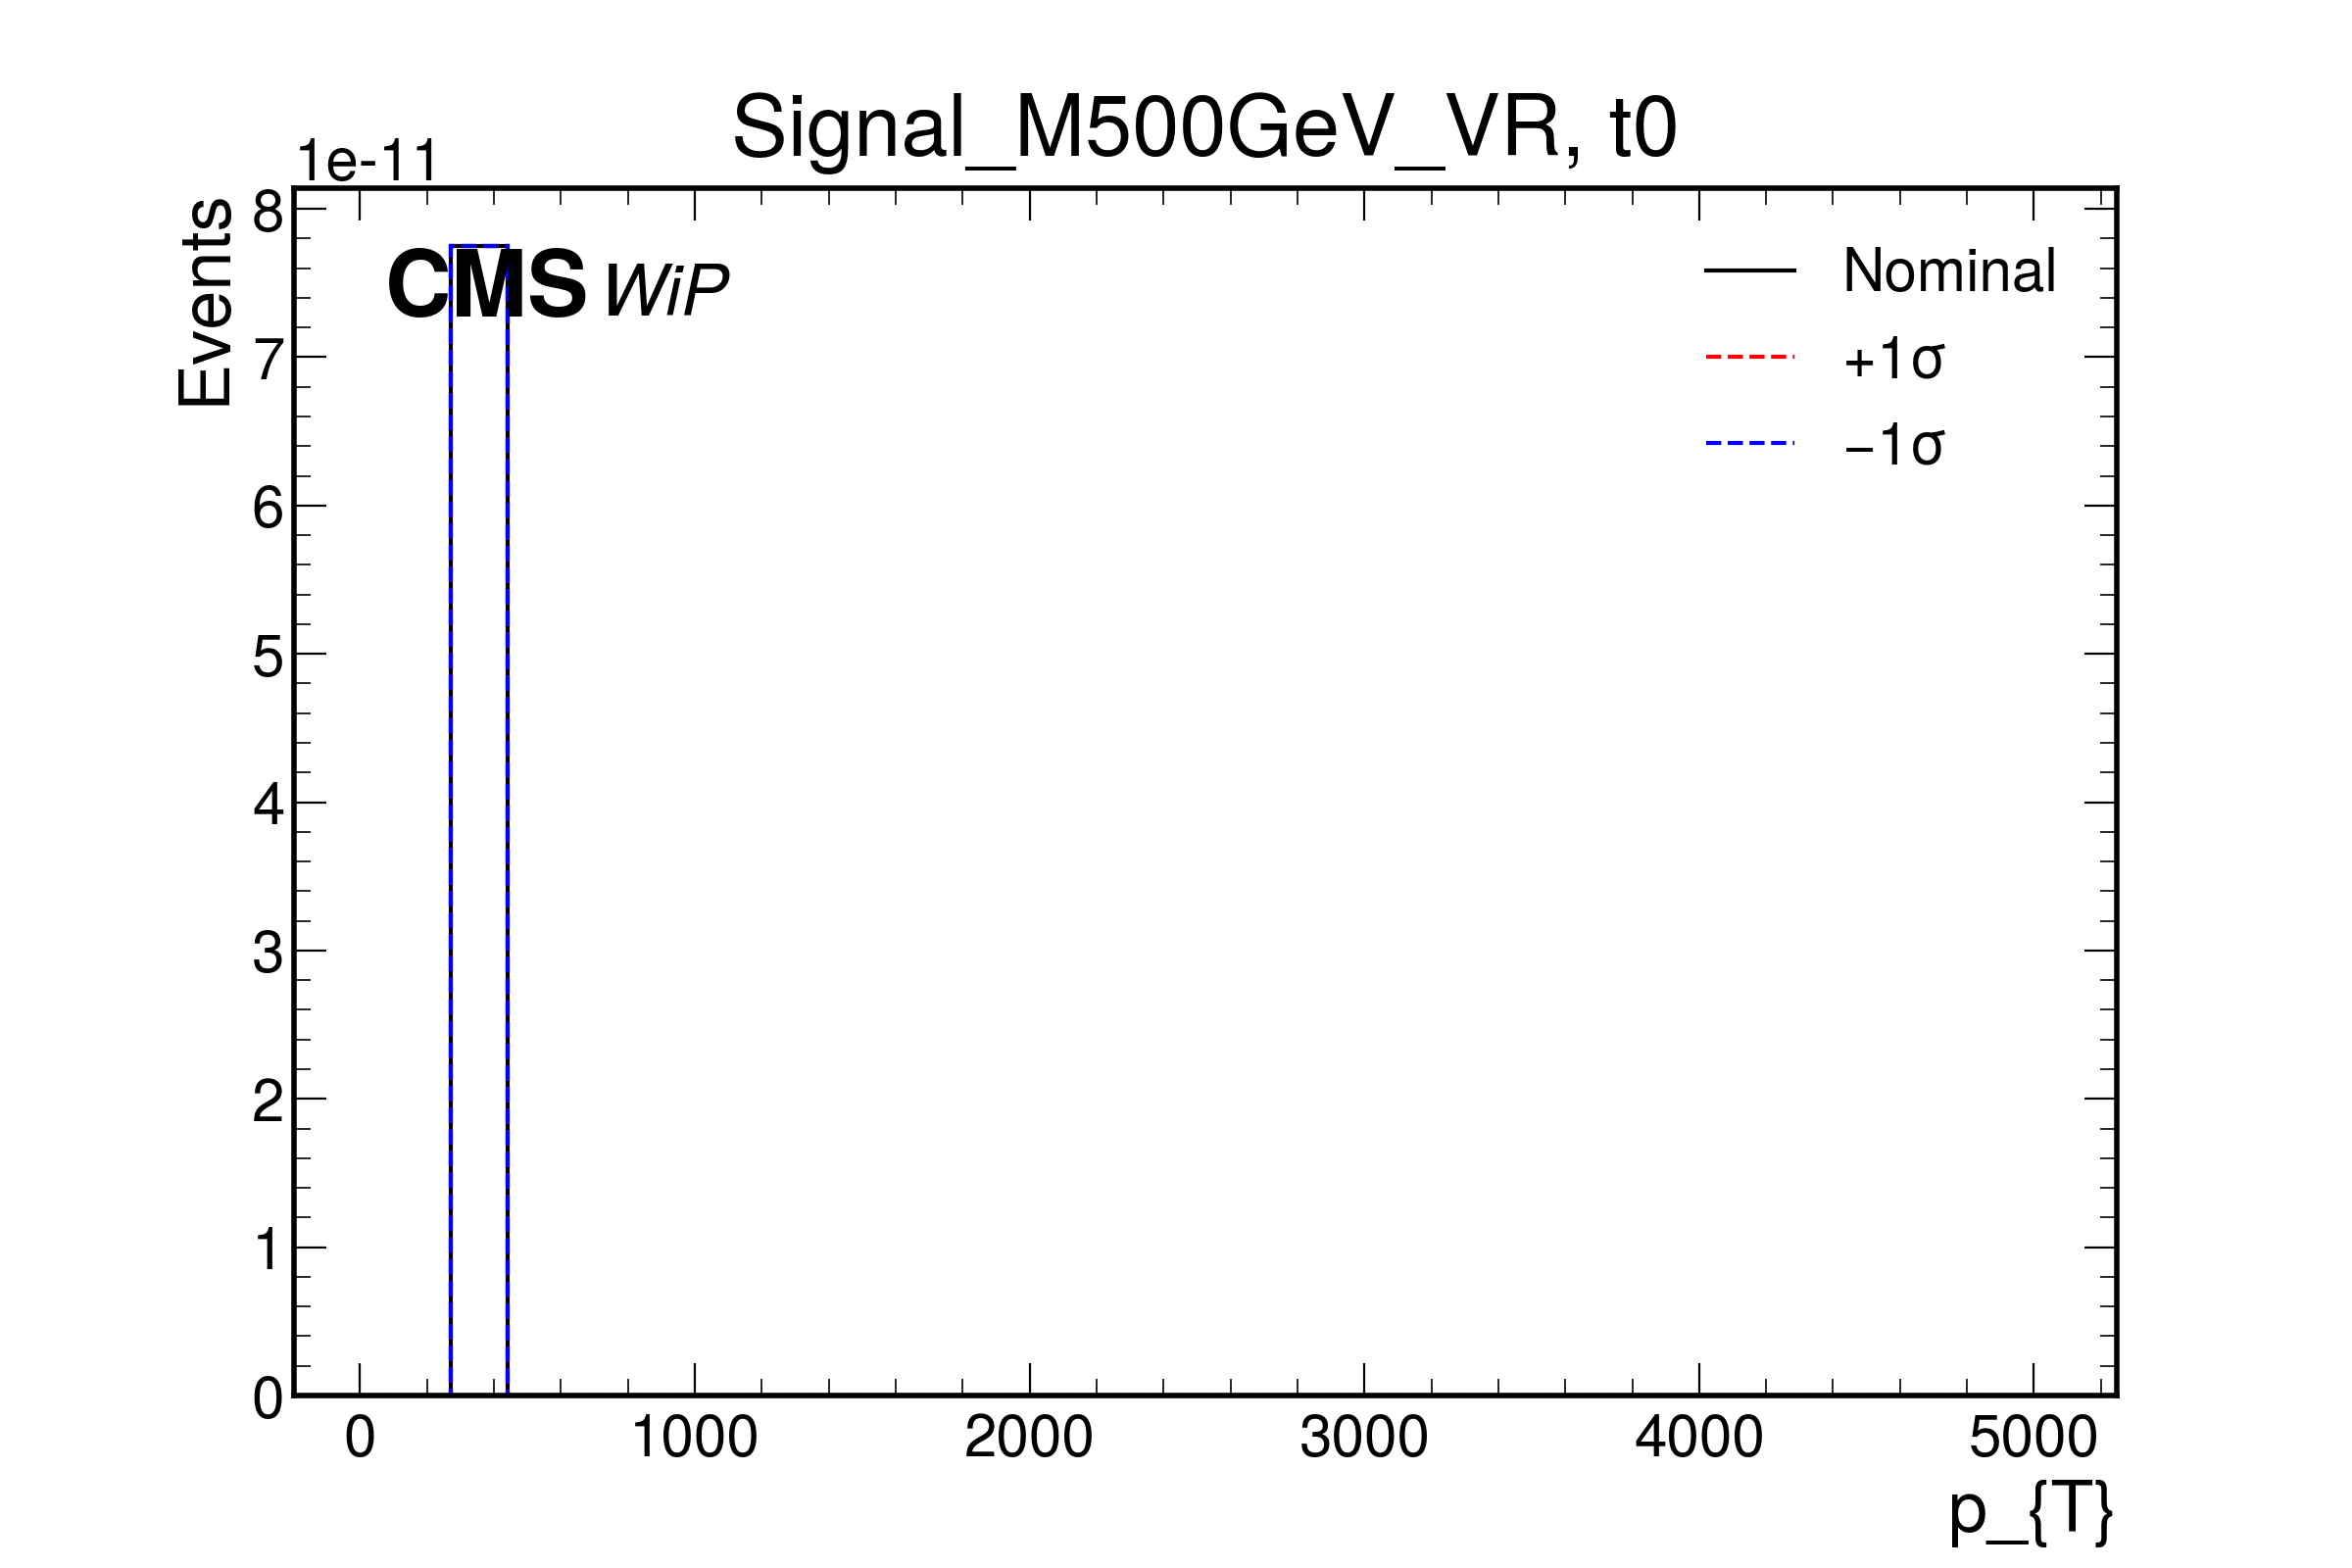 Signal_M500GeV_VR, t0
1e-11
Events
8
7
6
5
4
3
2
1
0
CMS WiP
Nominal
+1σ
−1σ
0 1000 2000 3000 4000 5000
p_{T}